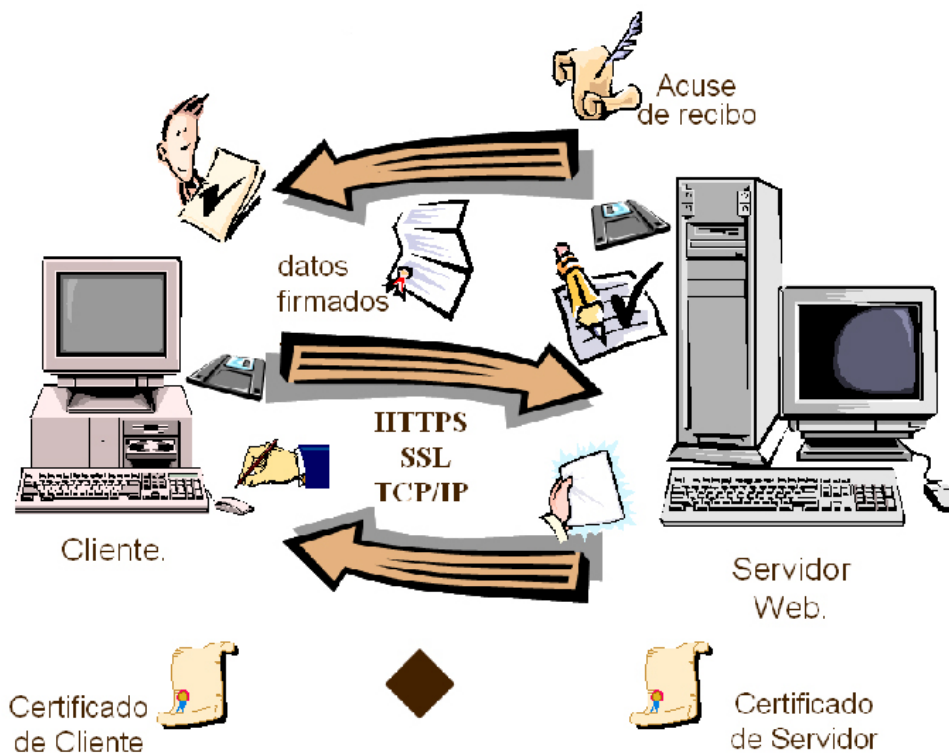 Acuse
de recibo
datos
firmados
HTTPS
SSL
TCP/IP
Cliente.
Servidor
Web.
Certificado
de Cliente
Certificado
de Servidor